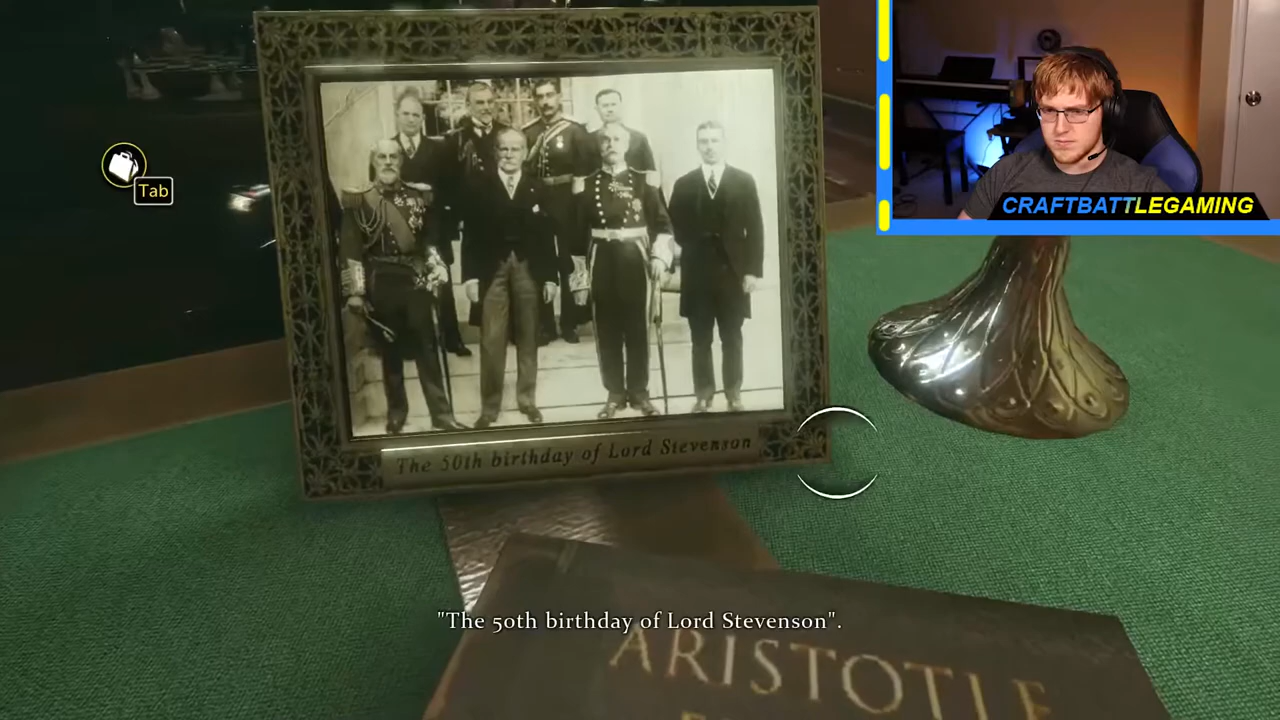 Tab
CRAFTBATTLEGAMING
The 50th birthday of Lord Stevenson
"The 50th birthday of Lord Stevenson".
ARISTOTLE